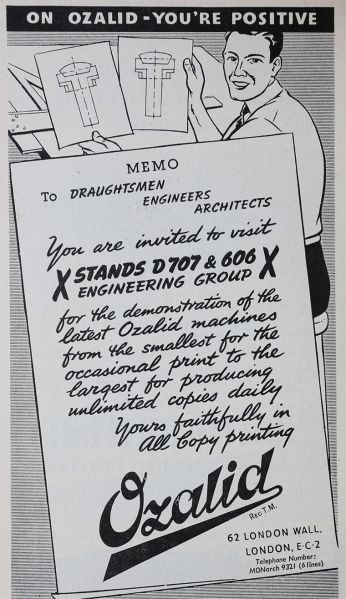 ON OZALID - YOU'RE POSITIVE
MEMO
TO DRAUGHTSMEN
ENGINEERS
ARCHITECTS
You are invited to visit
X STANDS D707 & 606 X
ENGINEERING GROUP
for the demonstration of the
latest Ozalid machines
from the smallest for the
occasional print to the
largest for producing
unlimited copies daily
Yours faithfully in
All Copy printing
Ozalid
REG T.M.
62 LONDON WALL,
LONDON, E·C·2
Telephone Number:
MONarch 9321 (6 lines)